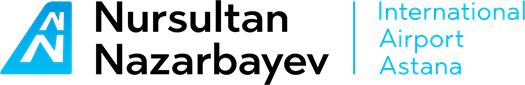 Nursultan
Nazarbayev
International
Airport
Astana